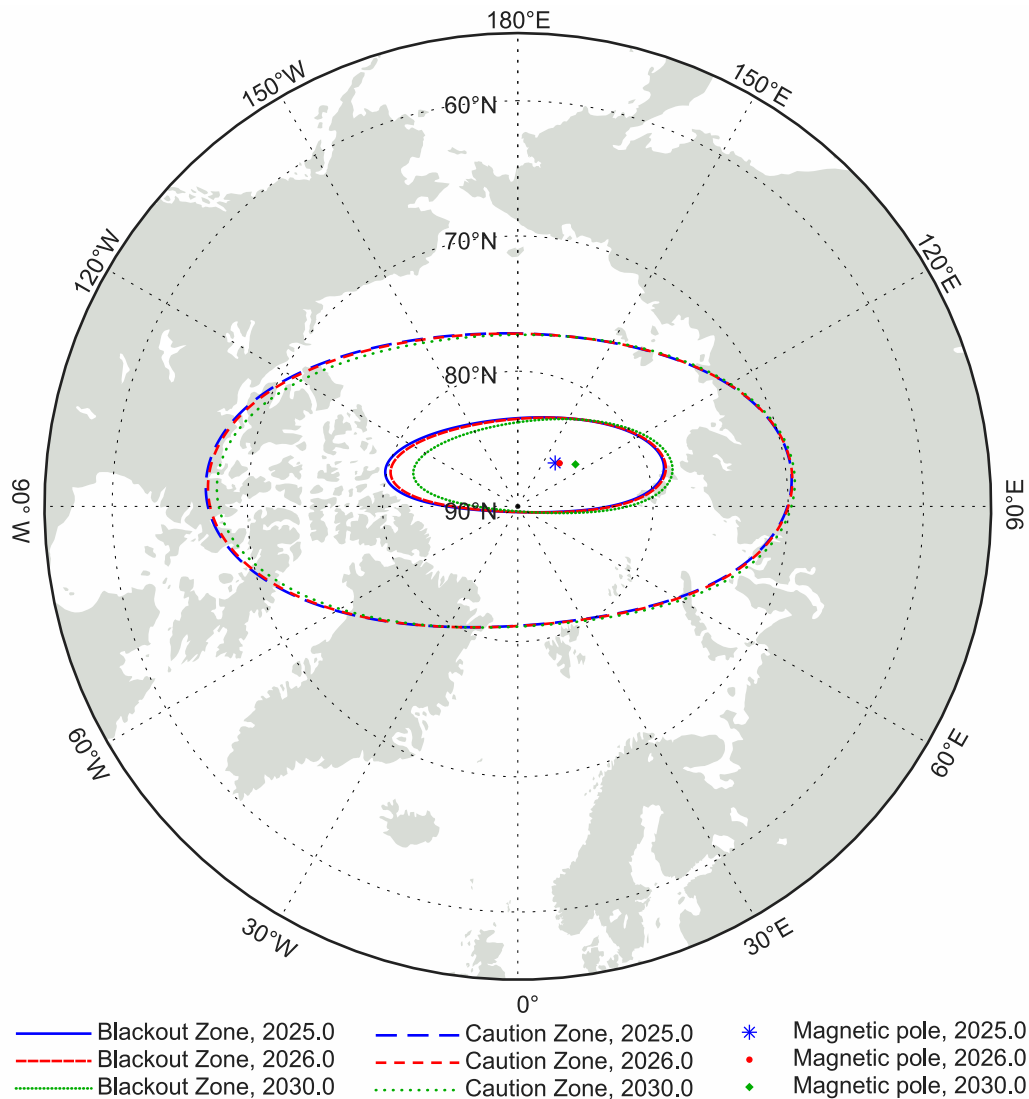 180°E
150°W
150°E
60°N
70°N
120°W
120°E
80°N
90°N
90° W
90°E
60°W
60°E
30°W
30°E
0°
Blackout Zone, 2025.0 Caution Zone, 2025.0 Magnetic pole, 2025.0
Blackout Zone, 2026.0 Caution Zone, 2026.0 Magnetic pole, 2026.0
Blackout Zone, 2030.0 Caution Zone, 2030.0 Magnetic pole, 2030.0